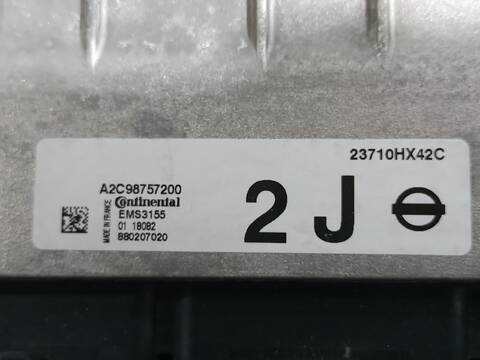 23710HX42C
A2C98757200
Continental
EMS3155
01 18082
880207020
MADE IN FRANCE
2 J